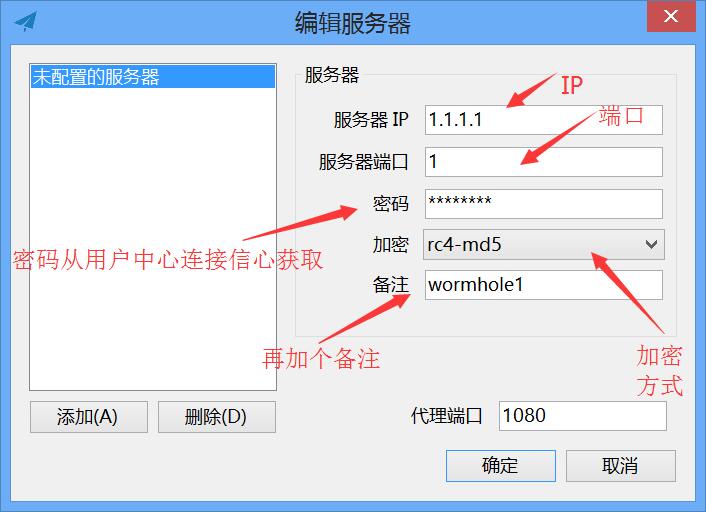 编辑服务器
未配置的服务器
服务器
IP
服务器 IP
1.1.1.1
端口
服务器端口
1
密码
********
密码从用户中心连接信心获取
加密
rc4-md5
备注
wormhole1
再加个备注
加密
方式
添加(A)
删除(D)
代理端口
1080
确定
取消